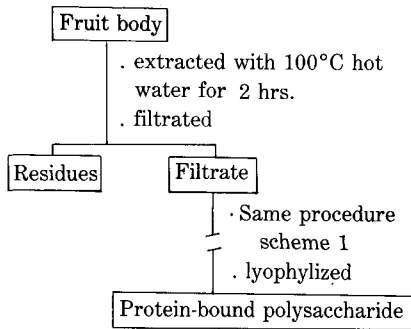 Fruit body
. extracted with 100°C hot
water for 2 hrs.
. filtrated
Residues
Filtrate
· Same procedure
scheme 1
. lyophylized
Protein-bound polysaccharide